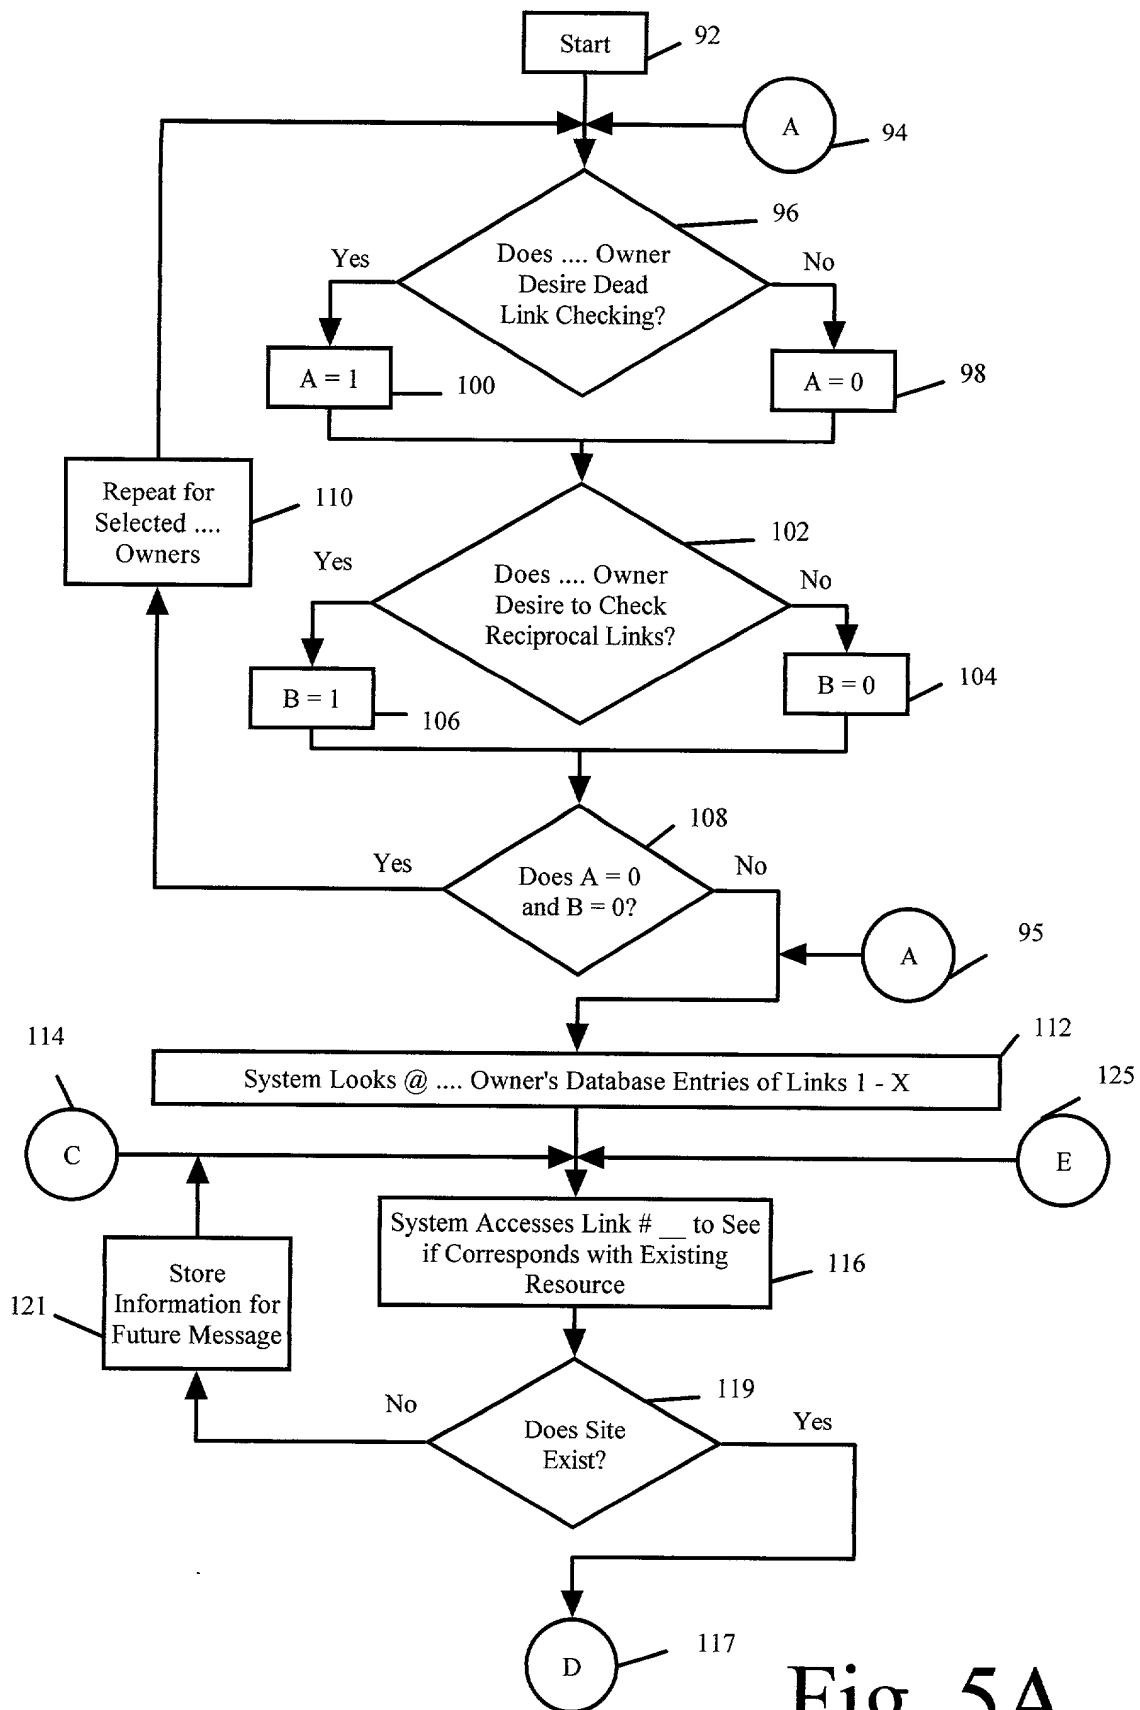 Start
92
A
94
96
Yes
Does .... Owner
Desire Dead
Link Checking?
No
A = 1
100
A = 0
98
Repeat for
Selected ....
Owners
110
102
Yes
Does .... Owner
Desire to Check
Reciprocal Links?
No
B = 1
106
B = 0
104
108
Yes
Does A = 0
and B = 0?
No
A
95
114
112
System Looks @ .... Owner's Database Entries of Links 1 - X
125
C
E
System Accesses Link # __ to See
if Corresponds with Existing
Resource
116
Store
Information for
Future Message
121
119
No
Does Site
Exist?
Yes
D
117
Fig. 5A